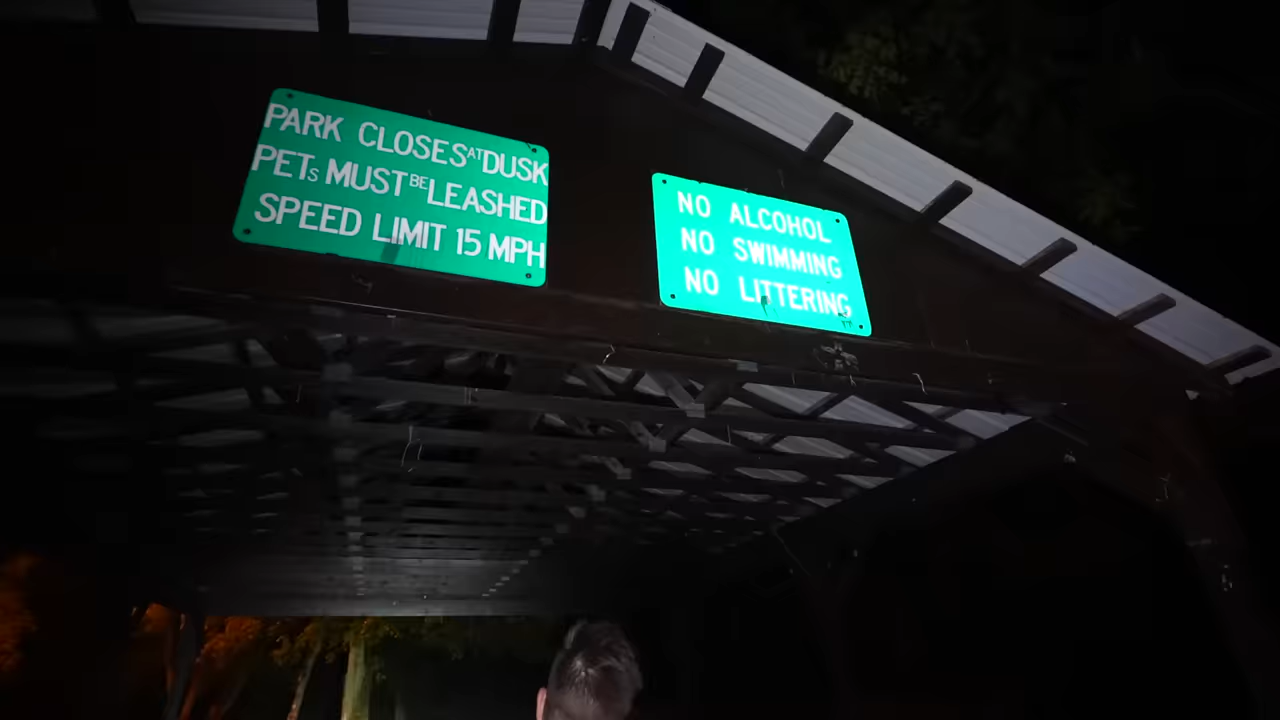 PARK CLOSES AT DUSK
PETs MUST BE LEASHED
SPEED LIMIT 15 MPH
NO ALCOHOL
NO SWIMMING
NO LITTERING